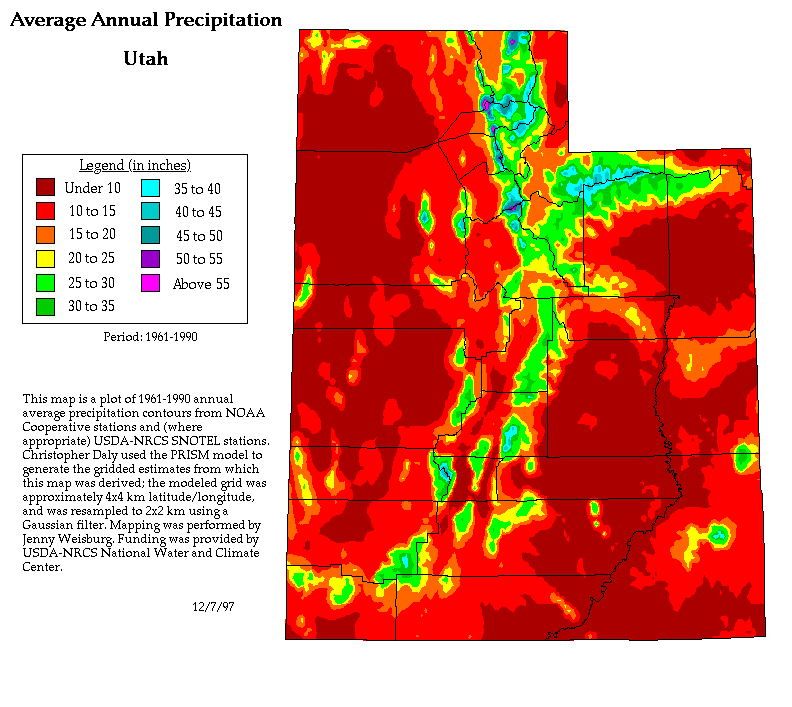 Average Annual Precipitation
Utah
Legend (in inches)
Under 10
10 to 15
15 to 20
20 to 25
25 to 30
30 to 35
35 to 40
40 to 45
45 to 50
50 to 55
Above 55
Period: 1961-1990
This map is a plot of 1961-1990 annual
average precipitation contours from NOAA
Cooperative stations and (where
appropriate) USDA-NRCS SNOTEL stations.
Christopher Daly used the PRISM model to
generate the gridded estimates from which
this map was derived; the modeled grid was
approximately 4x4 km latitude/longitude,
and was resampled to 2x2 km using a
Gaussian filter. Mapping was performed by
Jenny Weisburg. Funding was provided by
USDA-NRCS National Water and Climate
Center.
12/7/97